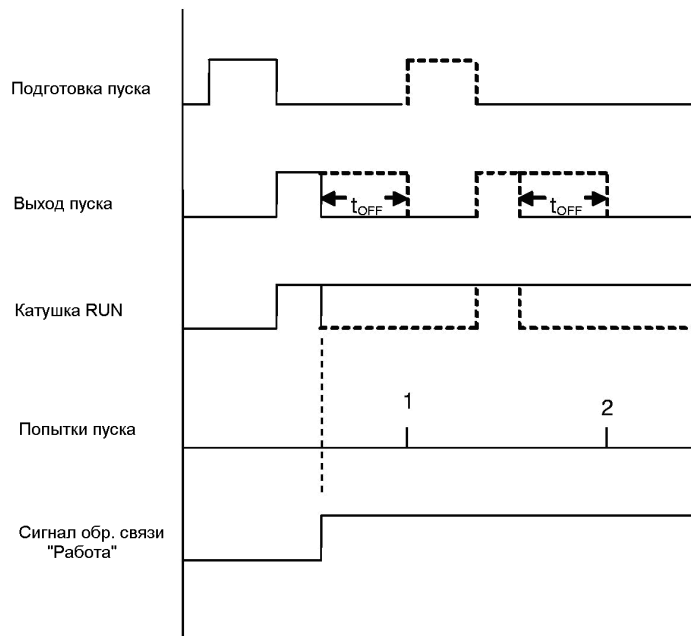 Подготовка пуска
Выход пуска
tOFF
tOFF
Катушка RUN
Попытки пуска
1
2
Сигнал обр. связи
"Работа"